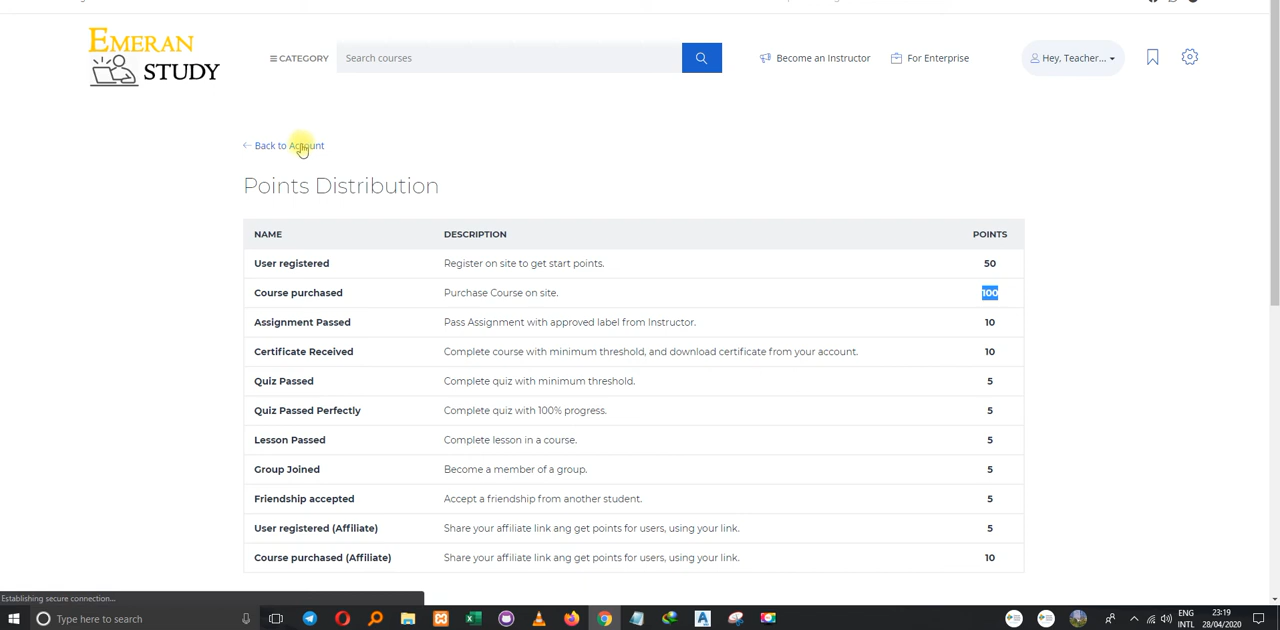 EMERAN
STUDY
CATEGORY
Search courses
Become an Instructor
For Enterprise
Hey, Teacher...
Back to Account
Points Distribution
NAME DESCRIPTION POINTS
User registered Register on site to get start points. 50
Course purchased Purchase Course on site. 100
Assignment Passed Pass Assignment with approved label from Instructor. 10
Certificate Received Complete course with minimum threshold, and download certificate from your account. 10
Quiz Passed Complete quiz with minimum threshold. 5
Quiz Passed Perfectly Complete quiz with 100% progress. 5
Lesson Passed Complete lesson in a course. 5
Group Joined Become a member of a group. 5
Friendship accepted Accept a friendship from another student. 5
User registered (Affiliate) Share your affiliate link ang get points for users, using your link. 5
Course purchased (Affiliate) Share your affiliate link ang get points for users, using your link. 10
Establishing secure connection...
Type here to search
ENG
INTL
23:19
28/04/2020